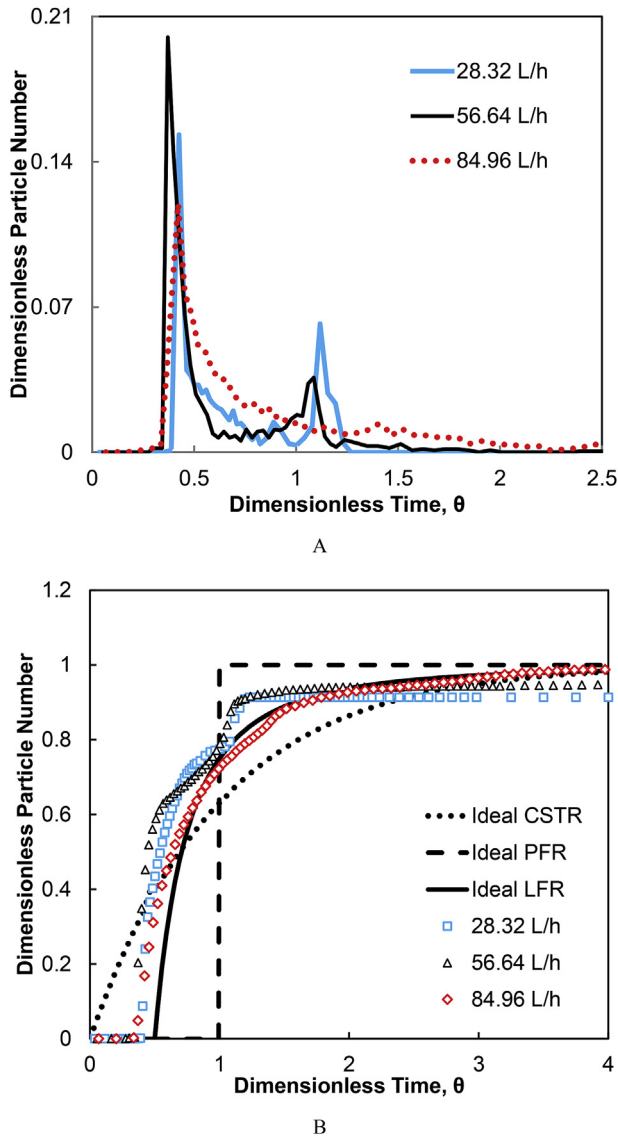 0.21
0.14
0.07
0
Dimensionless Particle Number
28.32 L/h
56.64 L/h
84.96 L/h
0
0.5
1
1.5
2
2.5
Dimensionless Time, θ
A
1.2
1
0.8
0.6
0.4
0.2
0
Dimensionless Particle Number
Ideal CSTR
Ideal PFR
Ideal LFR
28.32 L/h
56.64 L/h
84.96 L/h
0
1
2
3
4
Dimensionless Time, θ
B